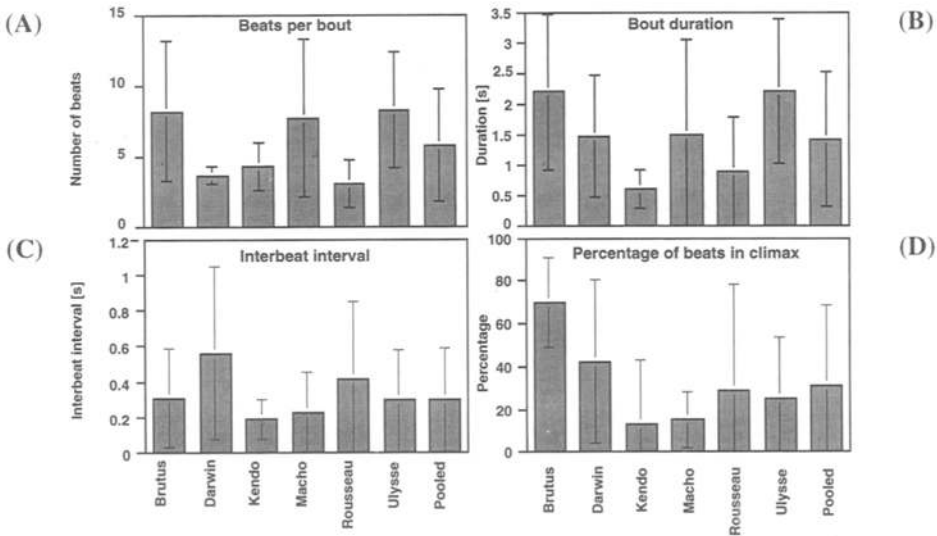 (A)
Beats per bout
Number of beats
15
10
5
0
Bout duration
(B)
Duration [s]
3.5
3
2.5
2
1.5
1
0.5
0
(C)
Interbeat interval
Interbeat interval [s]
1.2
1
0.8
0.6
0.4
0.2
0
Brutus
Darwin
Kendo
Macho
Rousseau
Ulysse
Pooled
Percentage of beats in climax
(D)
Percentage
100
80
60
40
20
0
Brutus
Darwin
Kendo
Macho
Rousseau
Ulysse
Pooled